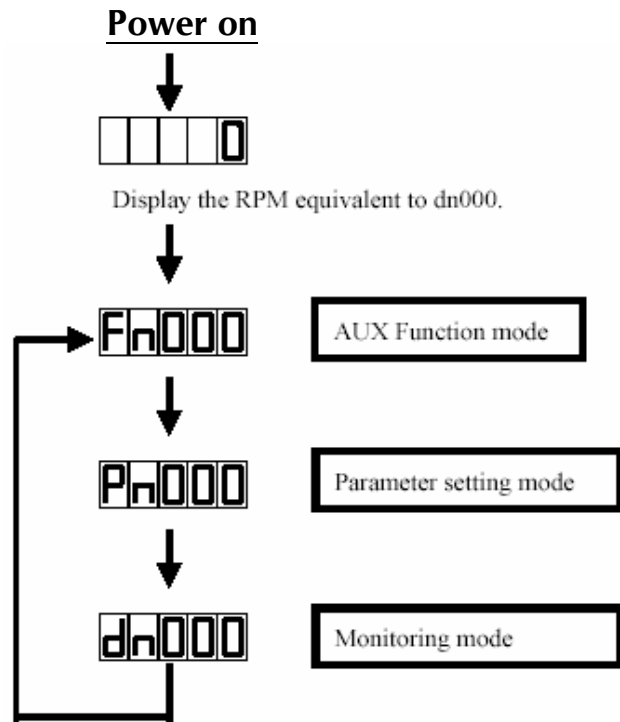 Power on
0
Display the RPM equivalent to dn000.
Fn000
AUX Function mode
Pn000
Parameter setting mode
dn000
Monitoring mode